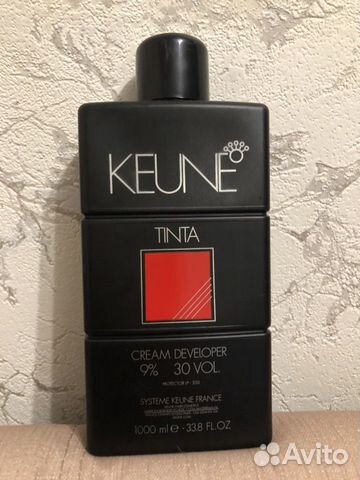 KEUNE
TINTA
CREAM DEVELOPER
9% 30 VOL.
SYSTEME KEUNE FRANCE
1000 ml e - 33.8 FL.OZ
Avito